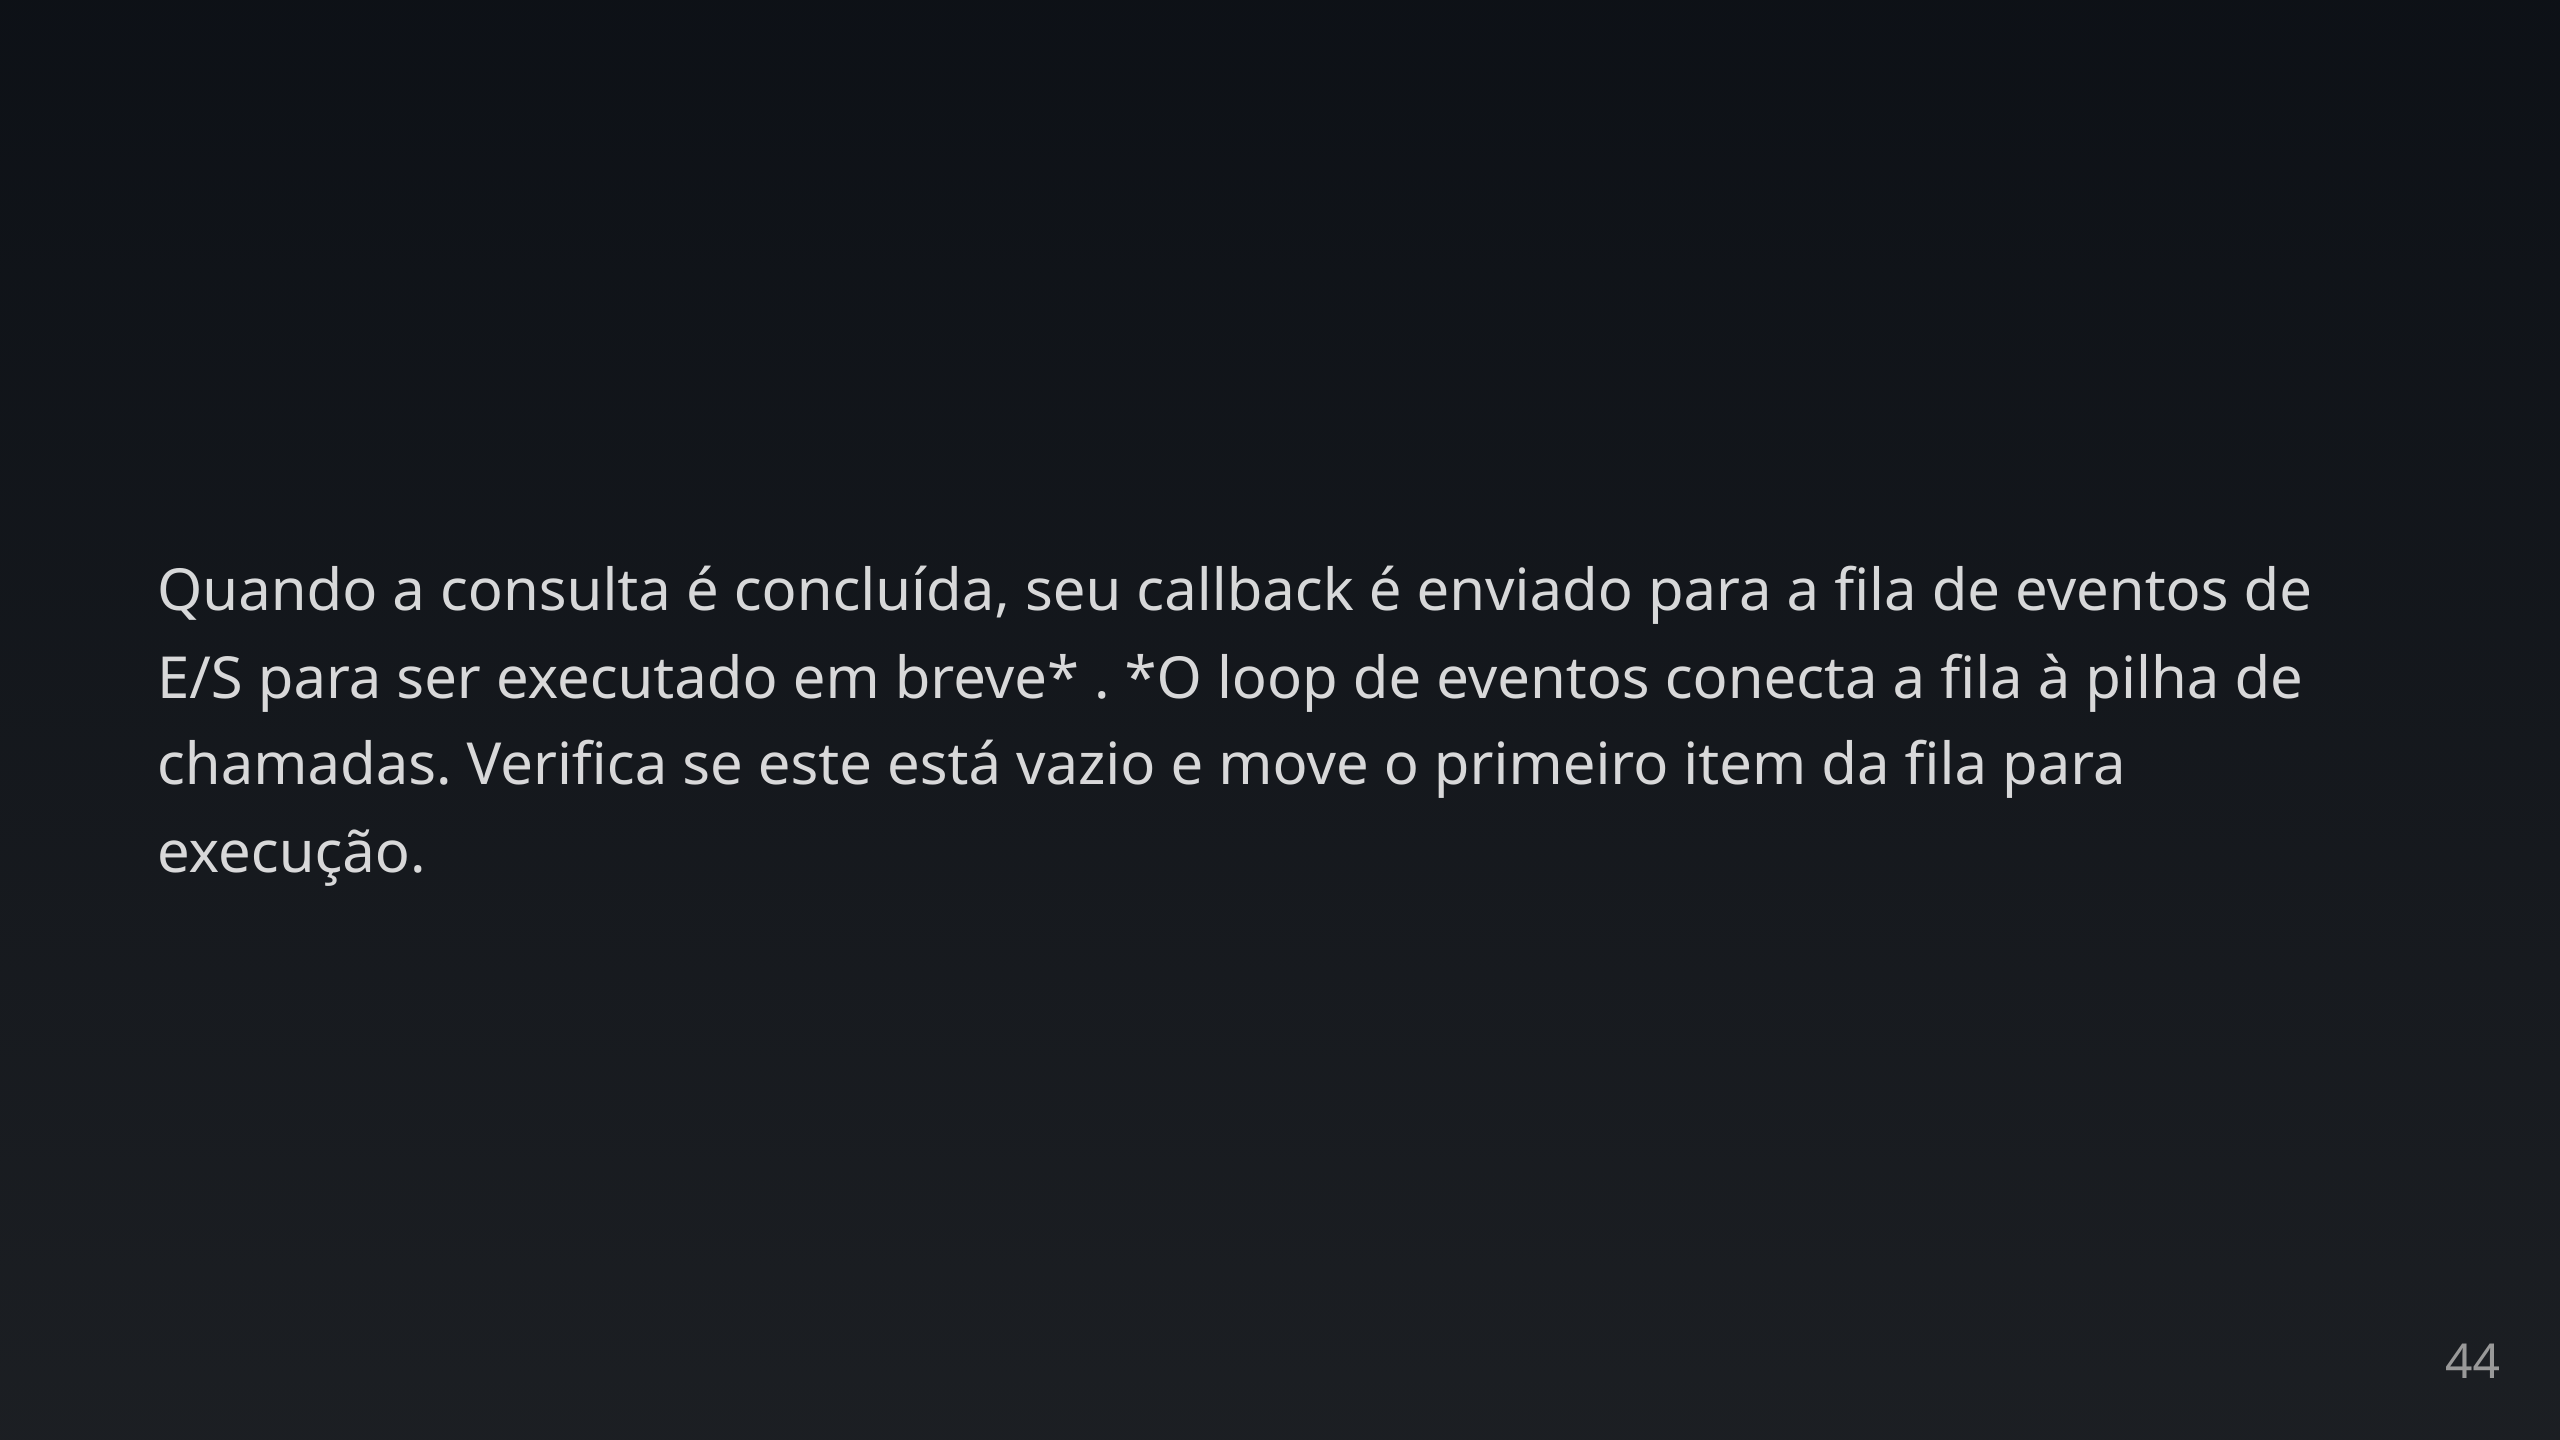 Quando a consulta é concluída, seu callback é enviado para a fila de eventos de
E/S para ser executado em breve* . *O loop de eventos conecta a fila à pilha de
chamadas. Verifica se este está vazio e move o primeiro item da fila para
execução.
44